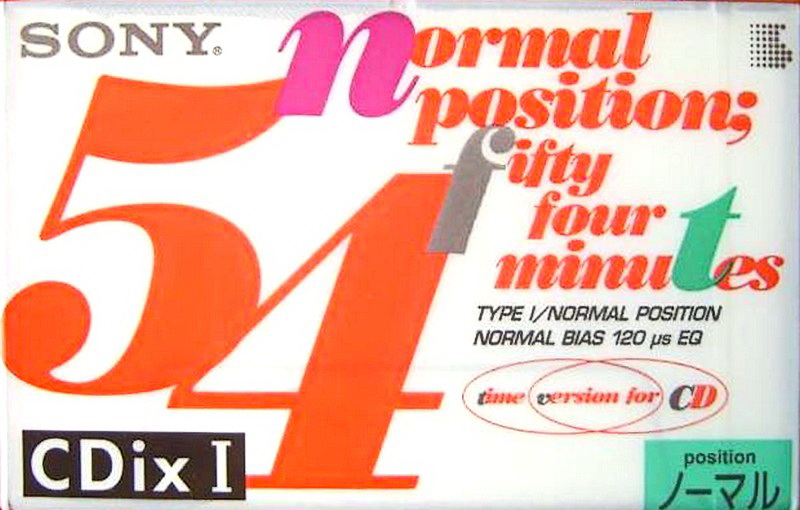 SONY®
normal
position;
fifty
four
minutes
54
TYPE I/NORMAL POSITION
NORMAL BIAS 120 µs EQ
time version for CD
CDix I
position
ノーマル